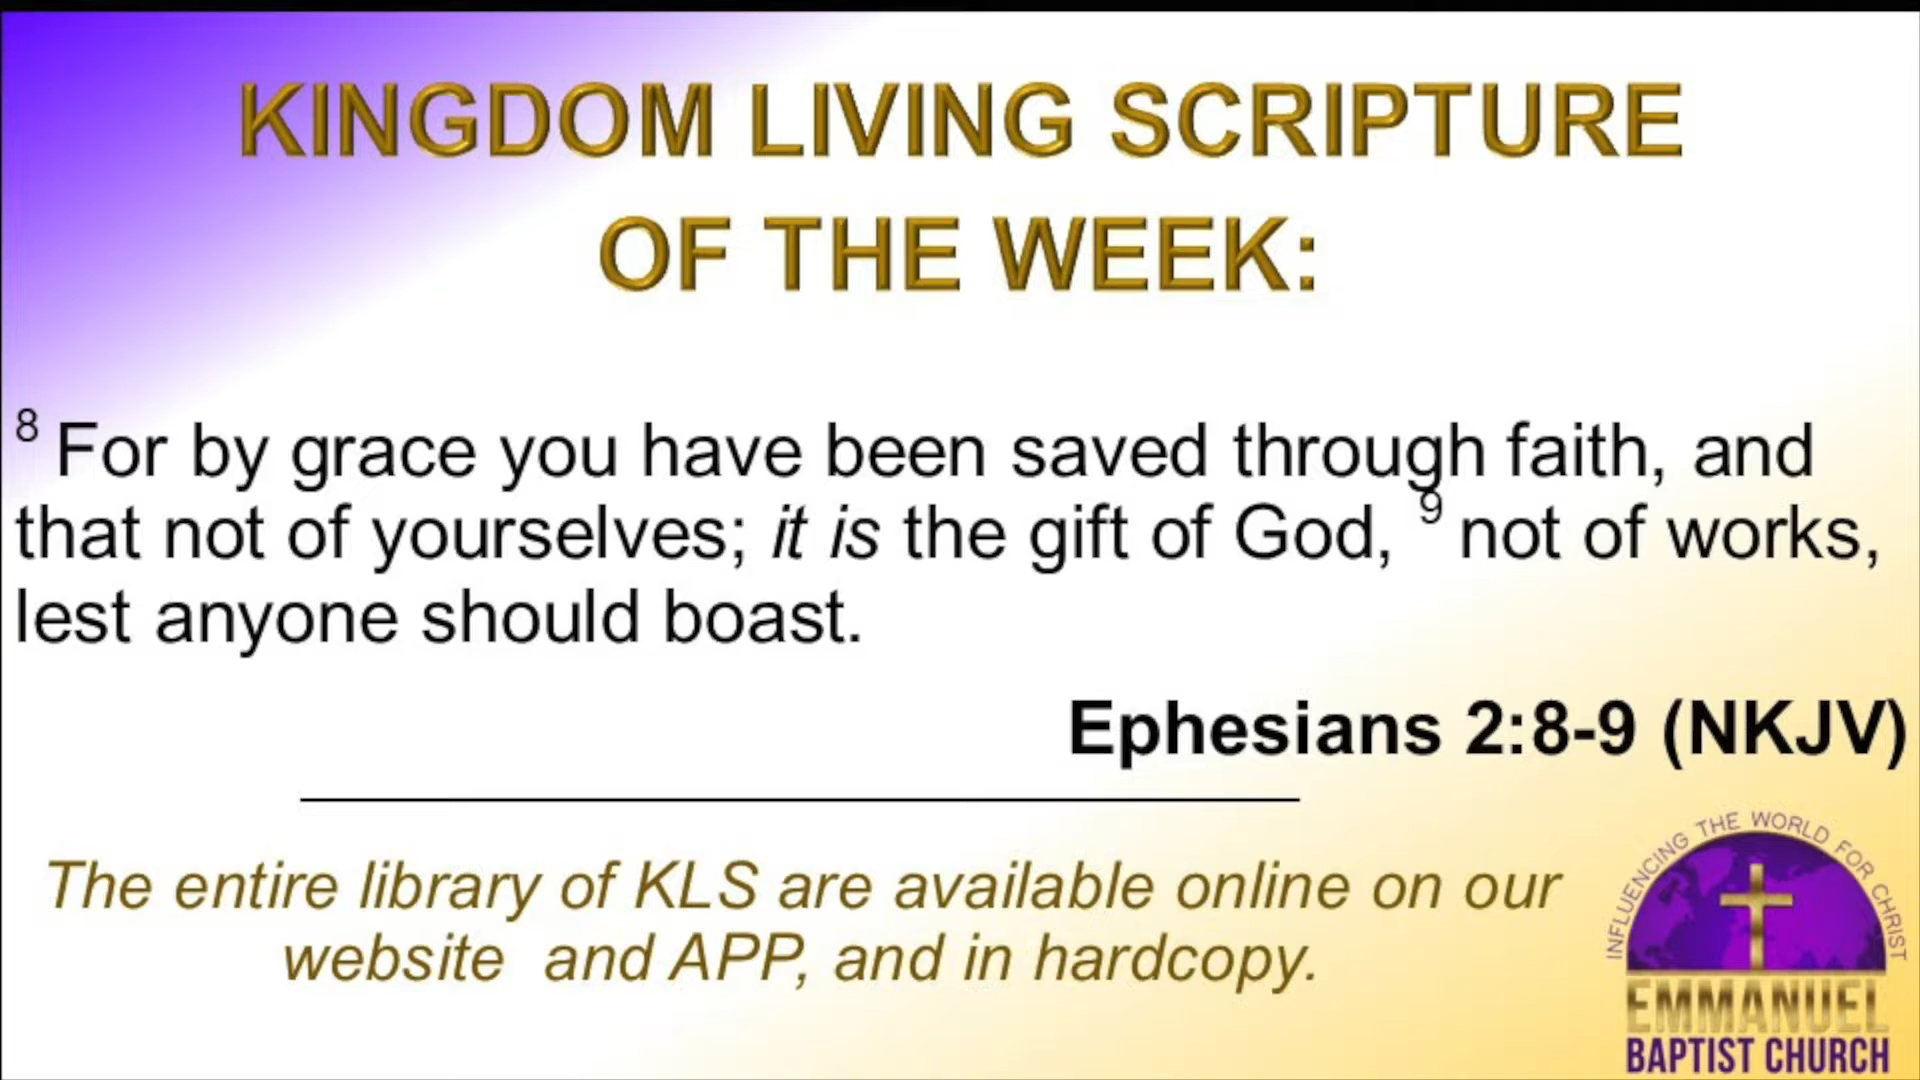 KINGDOM LIVING SCRIPTURE
OF THE WEEK:
8 For by grace you have been saved through faith, and
that not of yourselves; it is the gift of God, 9 not of works,
lest anyone should boast.
Ephesians 2:8-9 (NKJV)
The entire library of KLS are available online on our
website and APP, and in hardcopy.
INFLUENCING THE WORLD FOR CHRIST
EMMANUEL
BAPTIST CHURCH